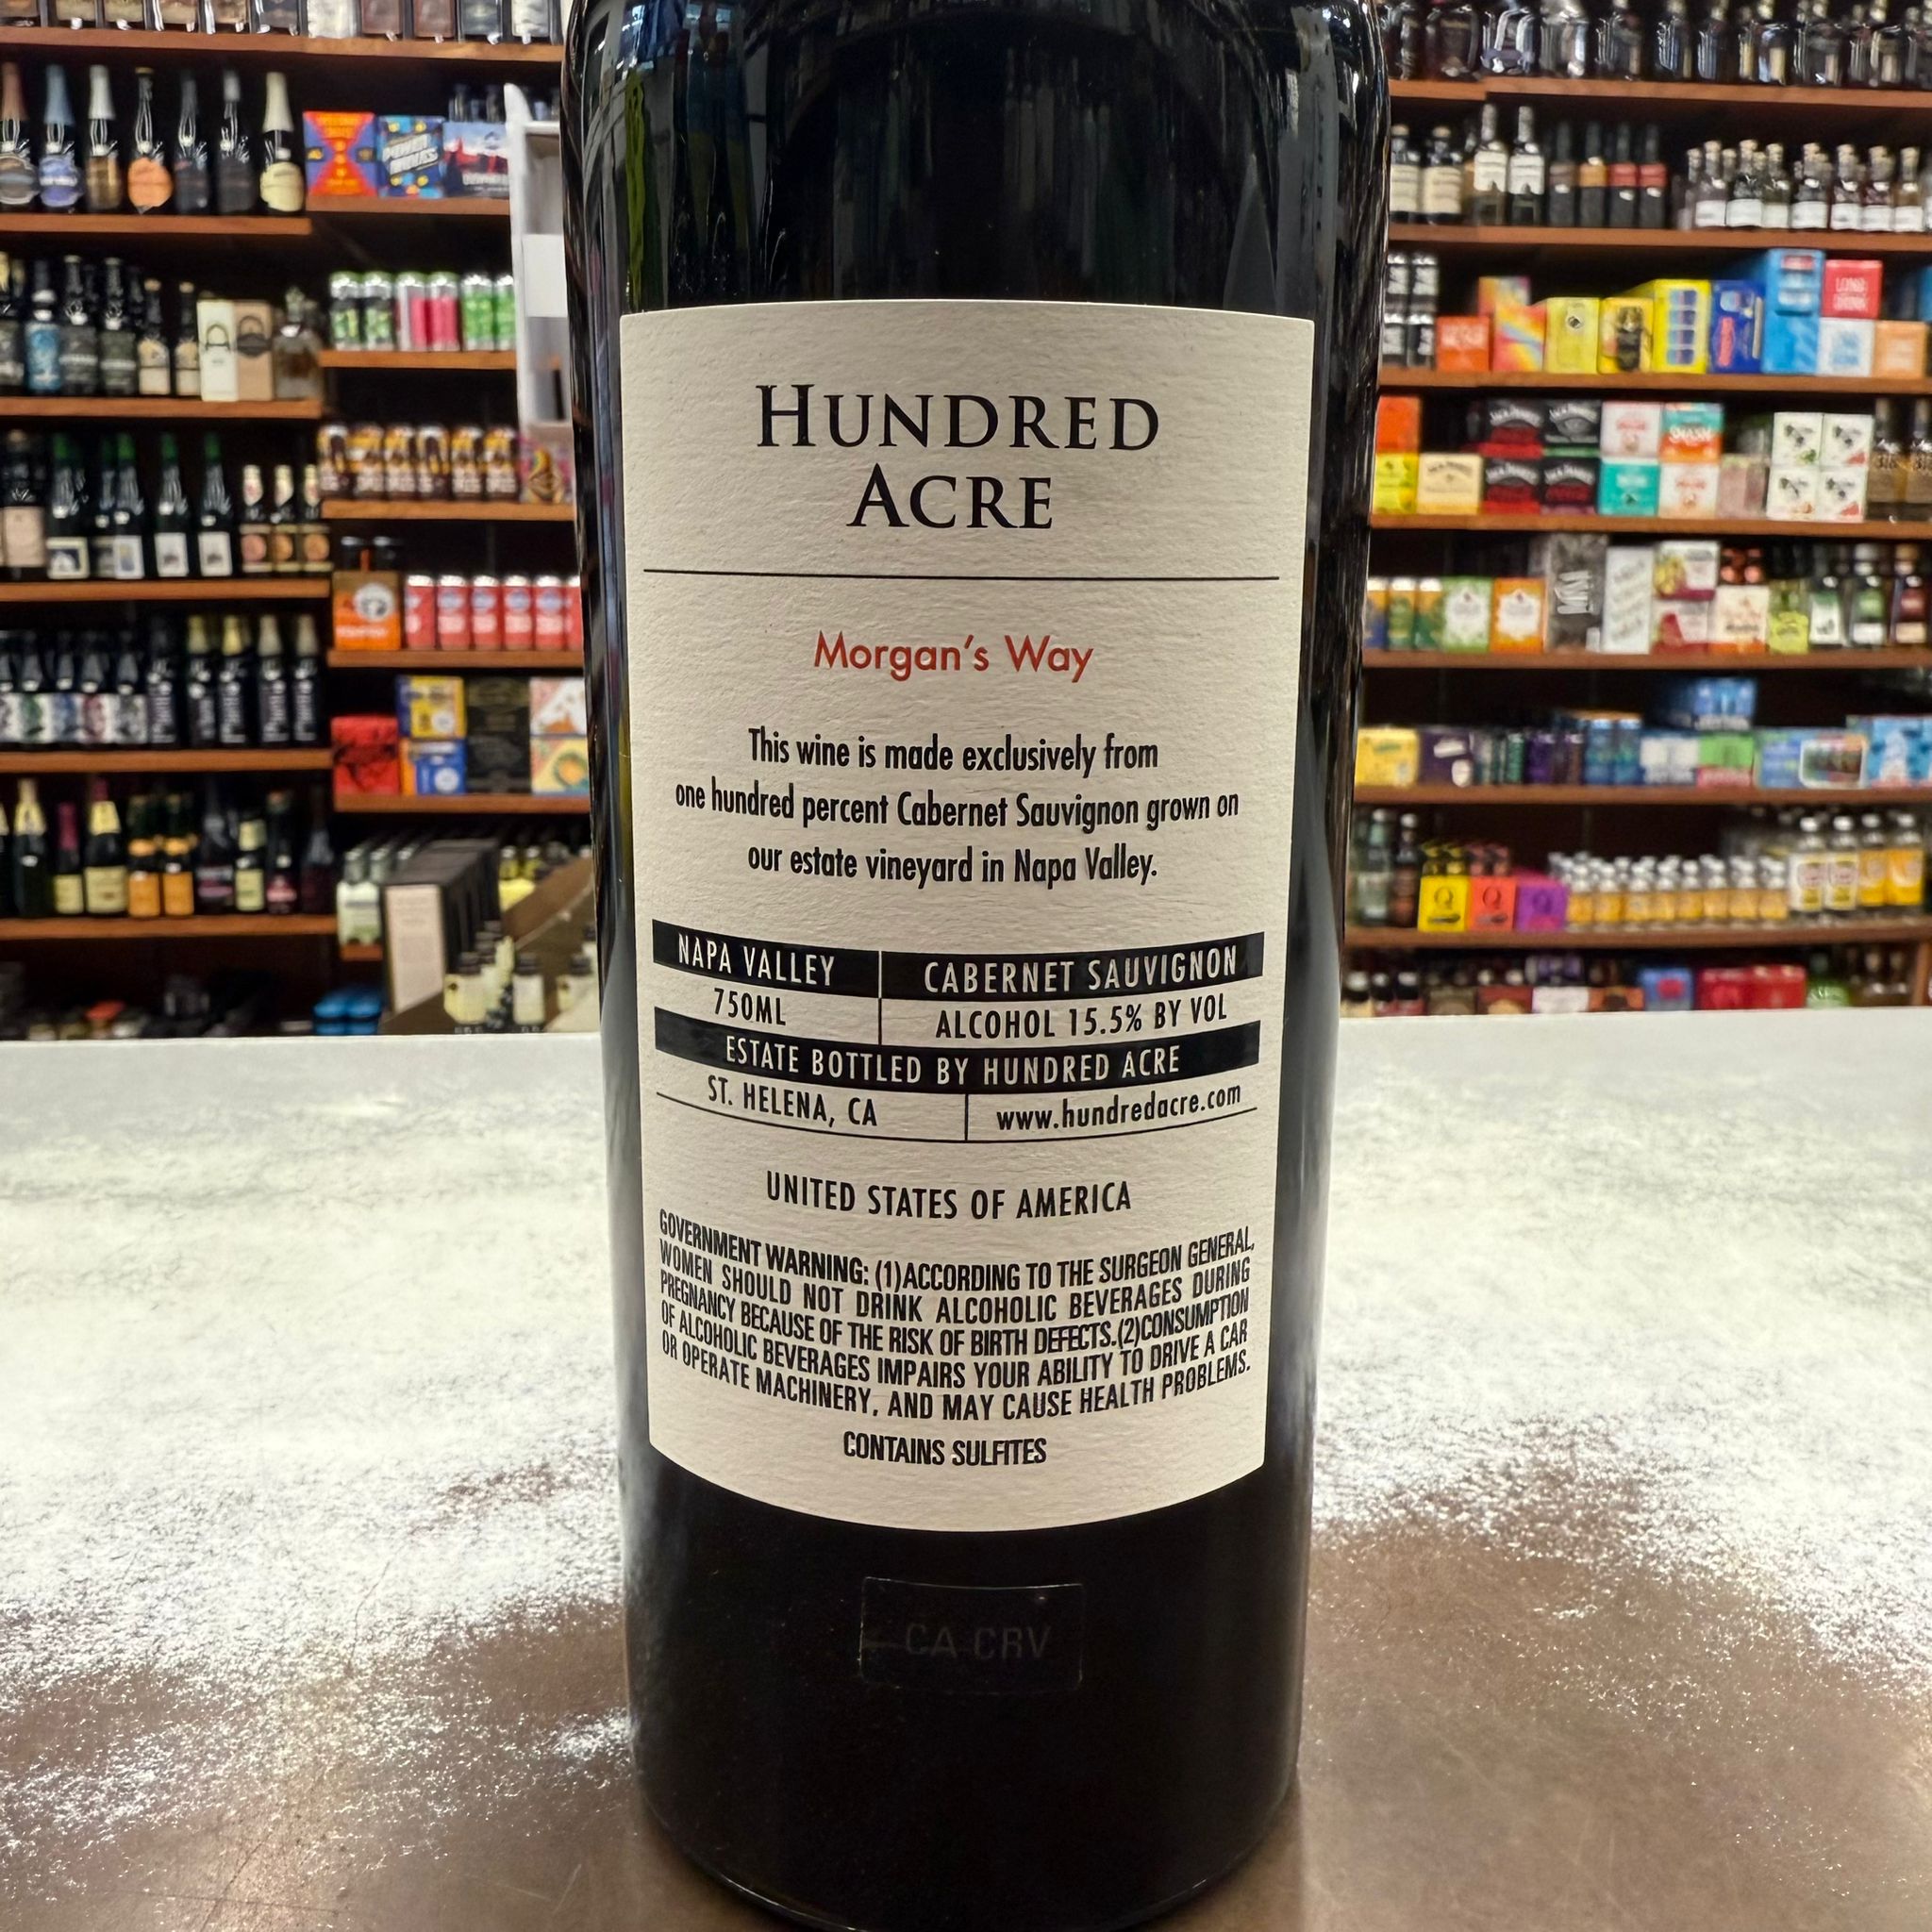 HUNDRED
ACRE
Morgan's Way
This wine is made exclusively from
one hundred percent Cabernet Sauvignon grown on
our estate vineyard in Napa Valley.
NAPA VALLEY CABERNET SAUVIGNON
750ML ALCOHOL 15.5% BY VOL
ESTATE BOTTLED BY HUNDRED ACRE
ST. HELENA, CA www.hundredacre.com
UNITED STATES OF AMERICA
GOVERNMENT WARNING: (1)ACCORDING TO THE SURGEON GENERAL,
WOMEN SHOULD NOT DRINK ALCOHOLIC BEVERAGES DURING
PREGNANCY BECAUSE OF THE RISK OF BIRTH DEFECTS.(2)CONSUMPTION
OF ALCOHOLIC BEVERAGES IMPAIRS YOUR ABILITY TO DRIVE A CAR
OR OPERATE MACHINERY, AND MAY CAUSE HEALTH PROBLEMS.
CONTAINS SULFITES
CA CRV